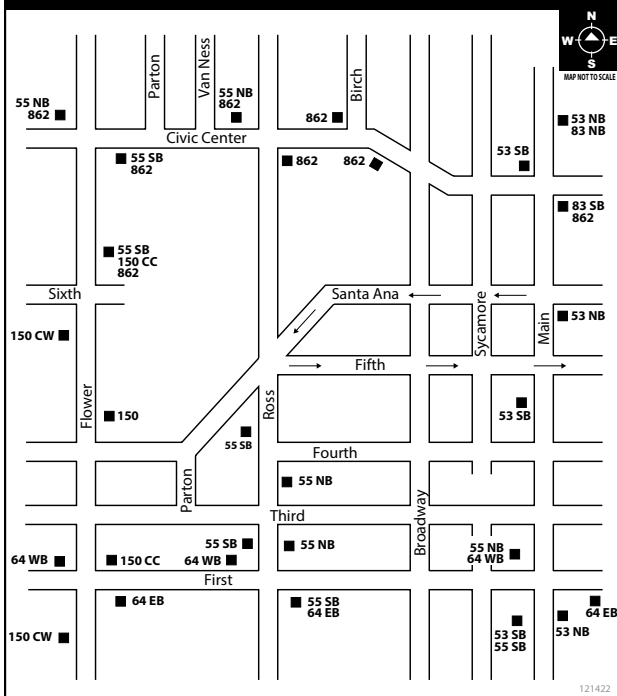 N
W E
S
MAP NOT TO SCALE
Parton
Van Ness
Birch
55 NB
862
55 NB
862
862
53 NB
83 NB
Civic Center
55 SB
862
862
862
53 SB
83 SB
862
55 SB
150 CC
862
Sixth
Santa Ana
Sycamore
Main
53 NB
150 CW
Fifth
Flower
150
Ross
55 SB
53 SB
Fourth
Parton
55 NB
Broadway
Third
64 WB
150 CC
55 SB
64 WB
55 NB
55 NB
64 WB
First
64 EB
55 SB
64 EB
64 EB
150 CW
53 SB
55 SB
53 NB
121422